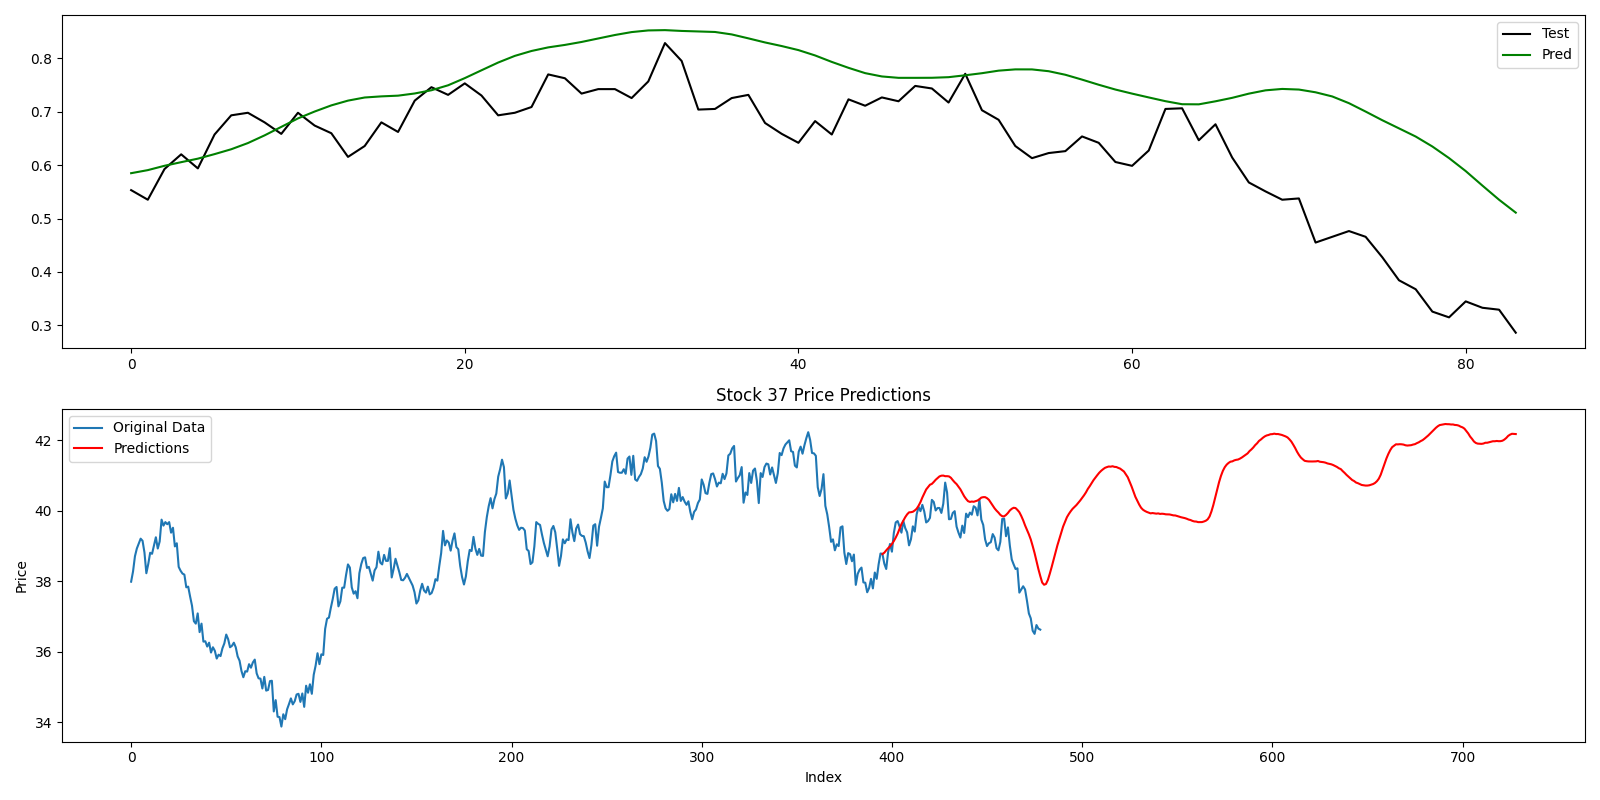 0.8
0.7
0.6
0.5
0.4
0.3
Test
Pred
0 20 40 60 80
Stock 37 Price Predictions
Original Data
Predictions
Price
42
40
38
36
34
0 100 200 300 400 500 600 700
Index